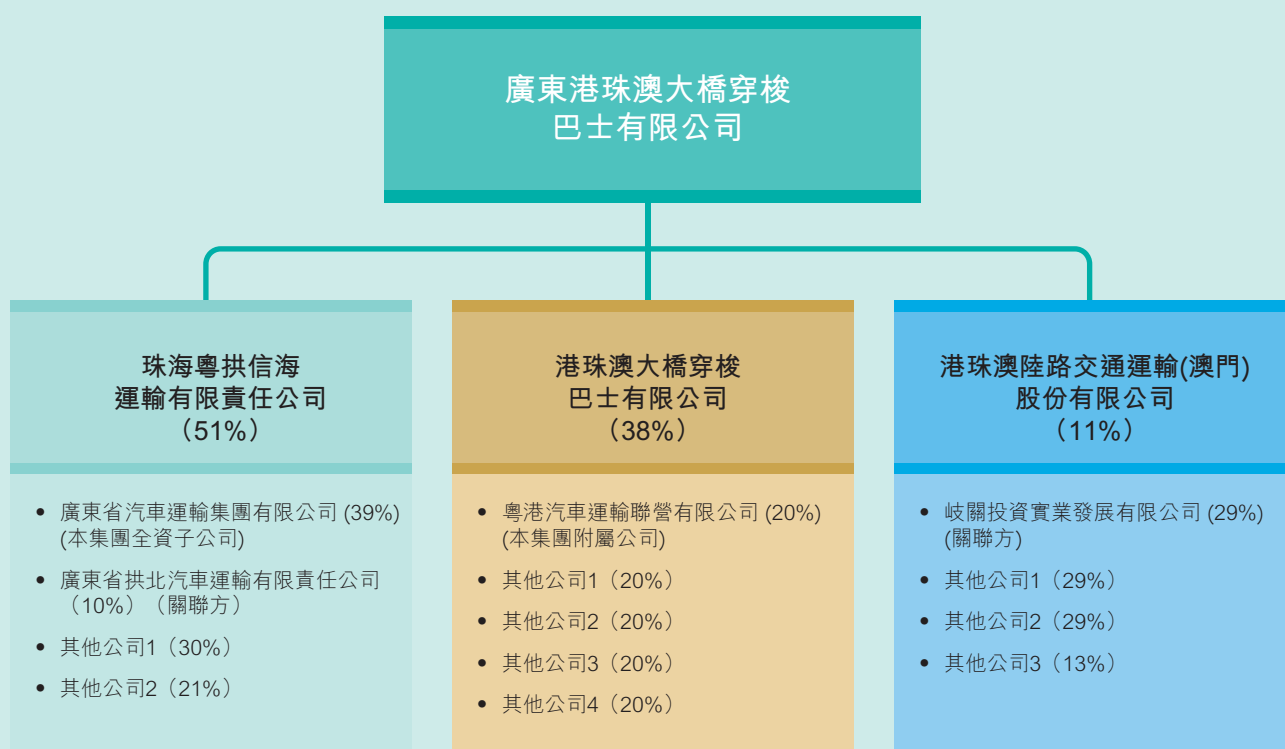 廣東港珠澳大橋穿梭
巴士有限公司
珠海粵拱信海
運輸有限責任公司
（51%）
• 廣東省汽車運輸集團有限公司 (39%)
(本集團全資子公司)
• 廣東省拱北汽車運輸有限責任公司
（10%）（關聯方）
• 其他公司1（30%）
• 其他公司2（21%）
港珠澳大橋穿梭
巴士有限公司
（38%）
• 粵港汽車運輸聯營有限公司 (20%)
(本集團附屬公司)
• 其他公司1（20%）
• 其他公司2（20%）
• 其他公司3（20%）
• 其他公司4（20%）
港珠澳陸路交通運輸(澳門)
股份有限公司
（11%）
• 岐關投資實業發展有限公司 (29%)
(關聯方)
• 其他公司1（29%）
• 其他公司2（29%）
• 其他公司3（13%）